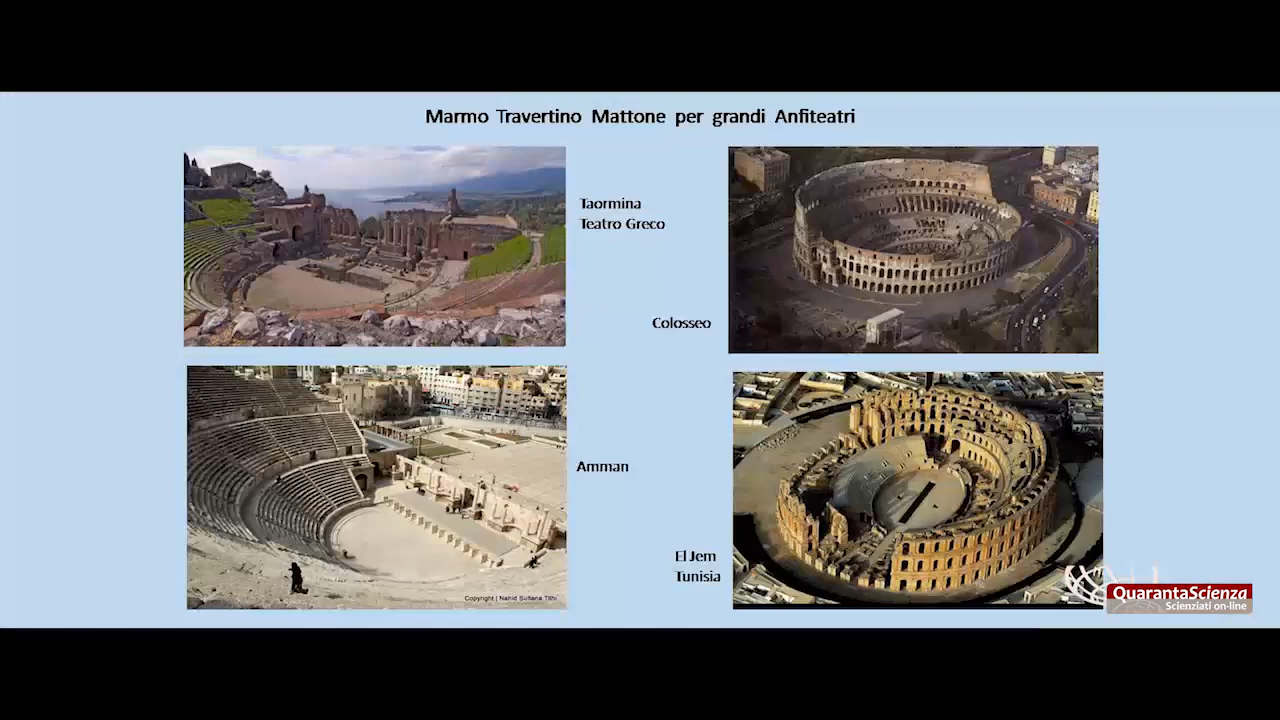 Marmo Travertino Mattone per grandi Anfiteatri
Taormina
Teatro Greco
Colosseo
Amman
El Jem
Tunisia
Copyright | Nahid Sultana Tithi
QuarantaScienza
Scienziati on-line